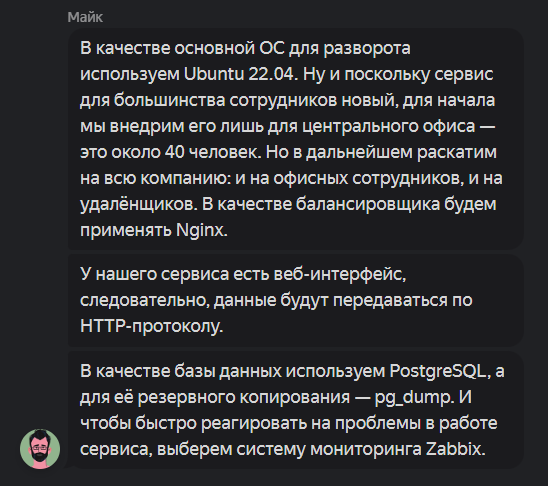 Майк
В качестве основной ОС для разворота
используем Ubuntu 22.04. Ну и поскольку сервис
для большинства сотрудников новый, для начала
мы внедрим его лишь для центрального офиса —
это около 40 человек. Но в дальнейшем раскатим
на всю компанию: и на офисных сотрудников, и на
удалёнщиков. В качестве балансировщика будем
применять Nginx.
У нашего сервиса есть веб-интерфейс,
следовательно, данные будут передаваться по
HTTP-протоколу.
В качестве базы данных используем PostgreSQL, а
для её резервного копирования — pg_dump. И
чтобы быстро реагировать на проблемы в работе
сервиса, выберем систему мониторинга Zabbix.